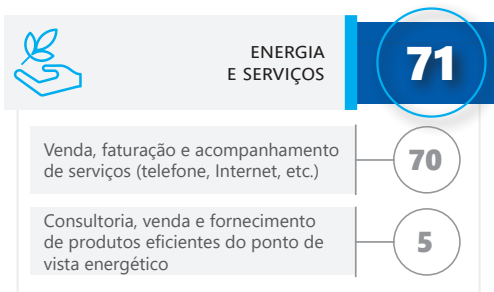 ENERGIA
E SERVIÇOS
71
Venda, faturação e acompanhamento
de serviços (telefone, Internet, etc.)
70
Consultoria, venda e fornecimento
de produtos eficientes do ponto de
vista energético
5